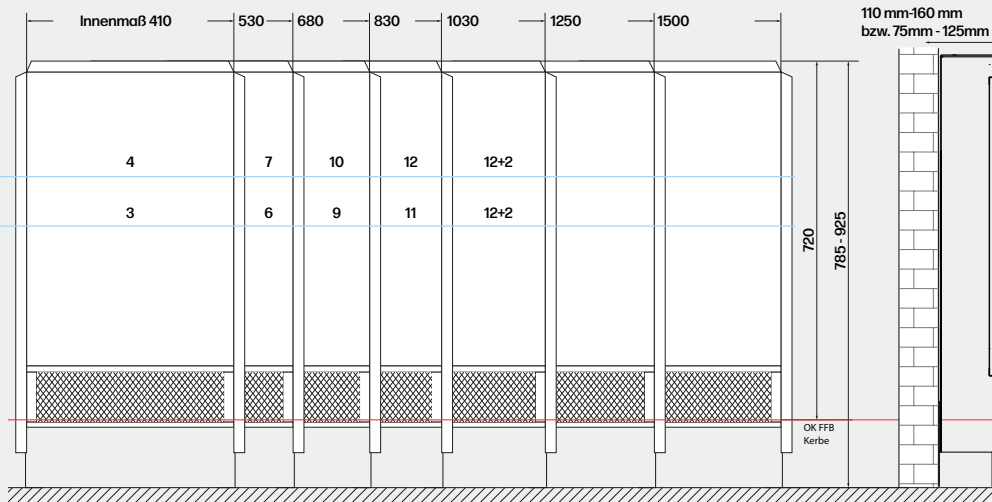 Innenmaß 410 530 680 830 1030 1250 1500
110 mm-160 mm
bzw. 75mm - 125mm
4 7 10 12 12+2
3 6 9 11 12+2
720
785 - 925
OK FFB
Kerbe